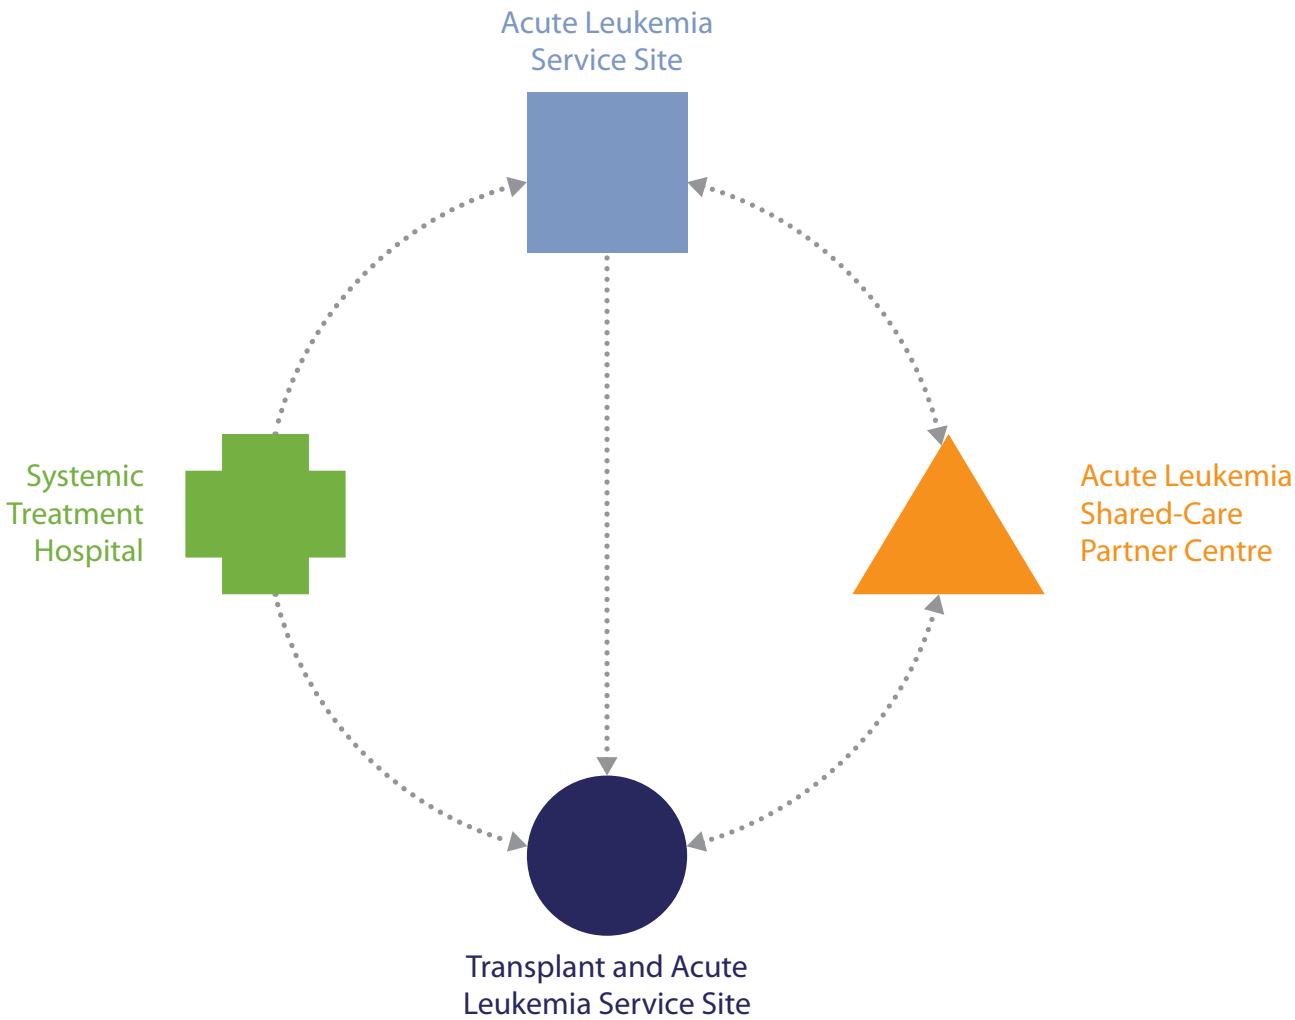 Acute Leukemia
Service Site
Systemic
Treatment
Hospital
Acute Leukemia
Shared-Care
Partner Centre
Transplant and Acute
Leukemia Service Site